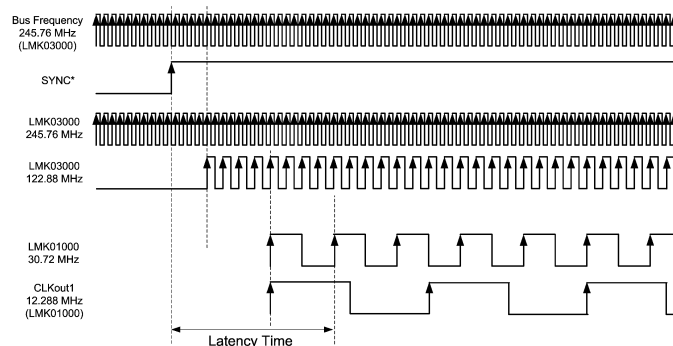 Bus Frequency
245.76 MHz
(LMK03000)
SYNC*
LMK03000
245.76 MHz
LMK03000
122.88 MHz
LMK01000
30.72 MHz
CLKout1
12.288 MHz
(LMK01000)
Latency Time